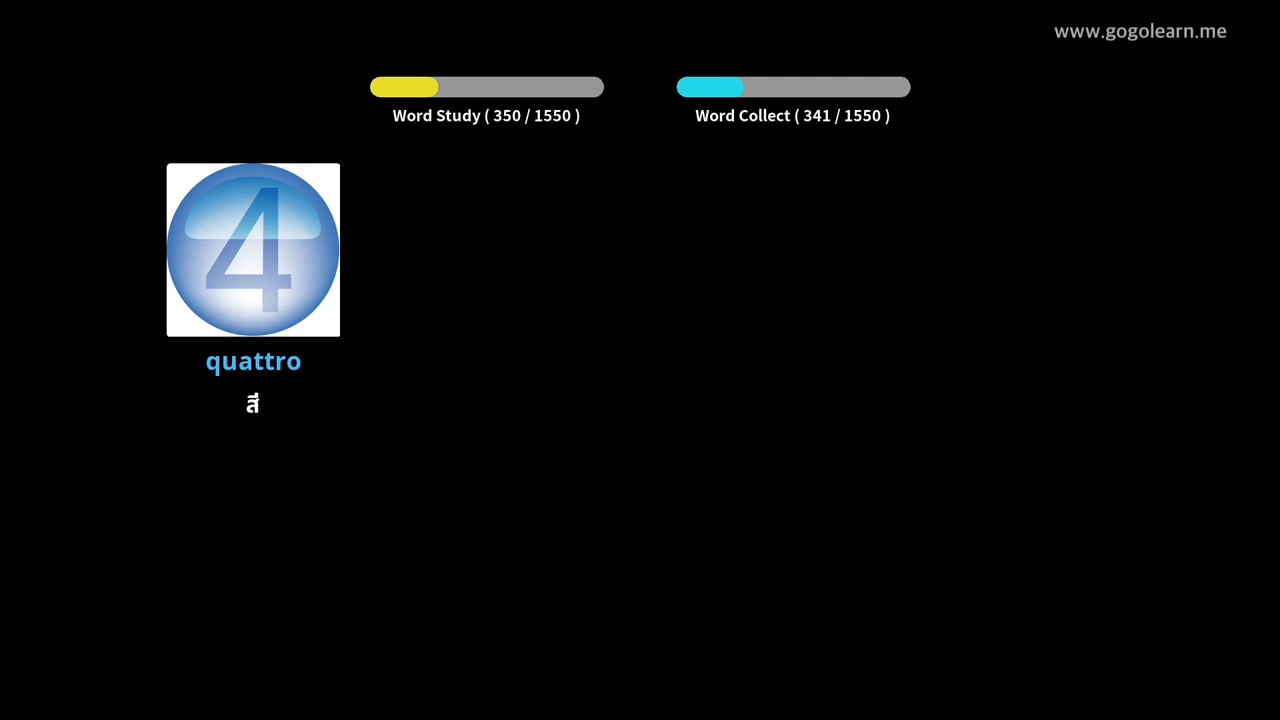 www.gogolearn.me
Word Study ( 350 / 1550 )
Word Collect ( 341 / 1550 )
4
quattro
สี่